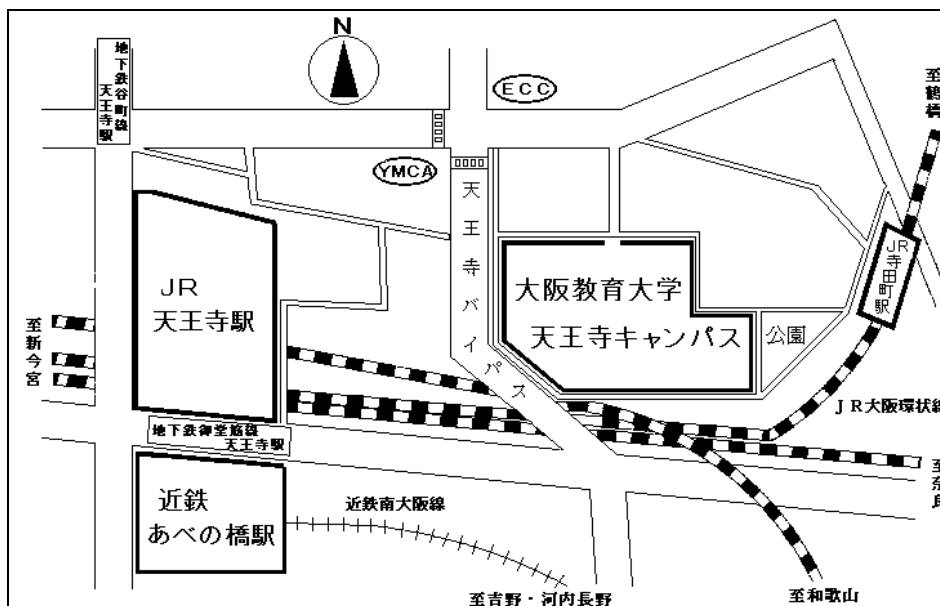 N
地下鉄谷町線
天王寺駅
ECC
至鶴橋
YMCA
天王寺バイパス
JR
寺田町駅
JR
天王寺駅
大阪教育大学
天王寺キャンパス
公園
至新今宮
JR大阪環状線
地下鉄御堂筋線
天王寺駅
至奈良
近鉄
あべの橋駅
近鉄南大阪線
至吉野・河内長野
至和歌山